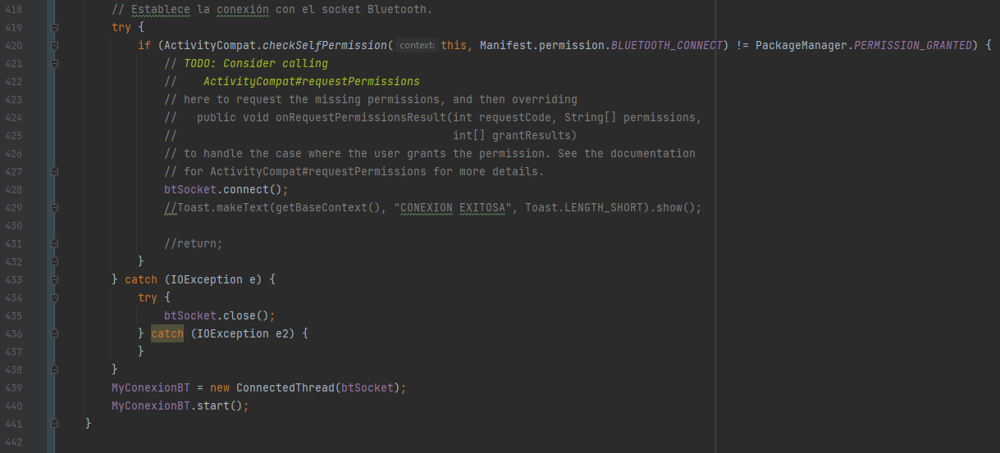 418 // Establece la conexión con el socket Bluetooth.
419 try {
420 if (ActivityCompat.checkSelfPermission( context: this, Manifest.permission.BLUETOOTH_CONNECT) != PackageManager.PERMISSION_GRANTED) {
421 // TODO: Consider calling
422 //    ActivityCompat#requestPermissions
423 // here to request the missing permissions, and then overriding
424 //   public void onRequestPermissionsResult(int requestCode, String[] permissions,
425 //                                          int[] grantResults)
426 // to handle the case where the user grants the permission. See the documentation
427 // for ActivityCompat#requestPermissions for more details.
428 btSocket.connect();
429 //Toast.makeText(getBaseContext(), "CONEXION EXITOSA", Toast.LENGTH_SHORT).show();
430
431 //return;
432 }
433 } catch (IOException e) {
434 try {
435 btSocket.close();
436 } catch (IOException e2) {
437 }
438 }
439 MyConexionBT = new ConnectedThread(btSocket);
440 MyConexionBT.start();
441 }
442